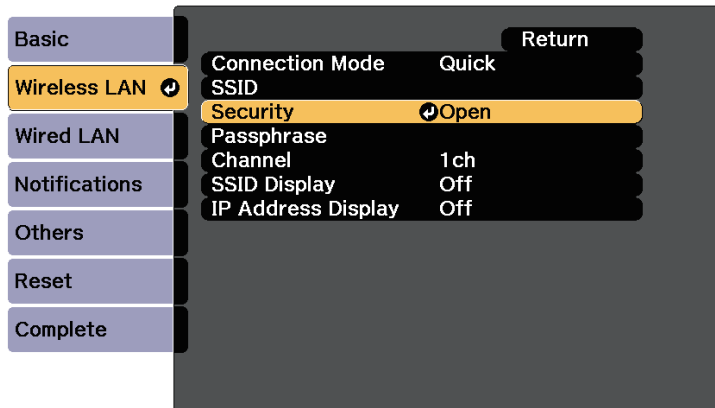 Basic
Wireless LAN
Wired LAN
Notifications
Others
Reset
Complete
Return
Connection Mode Quick
SSID
Security Open
Passphrase
Channel 1ch
SSID Display Off
IP Address Display Off